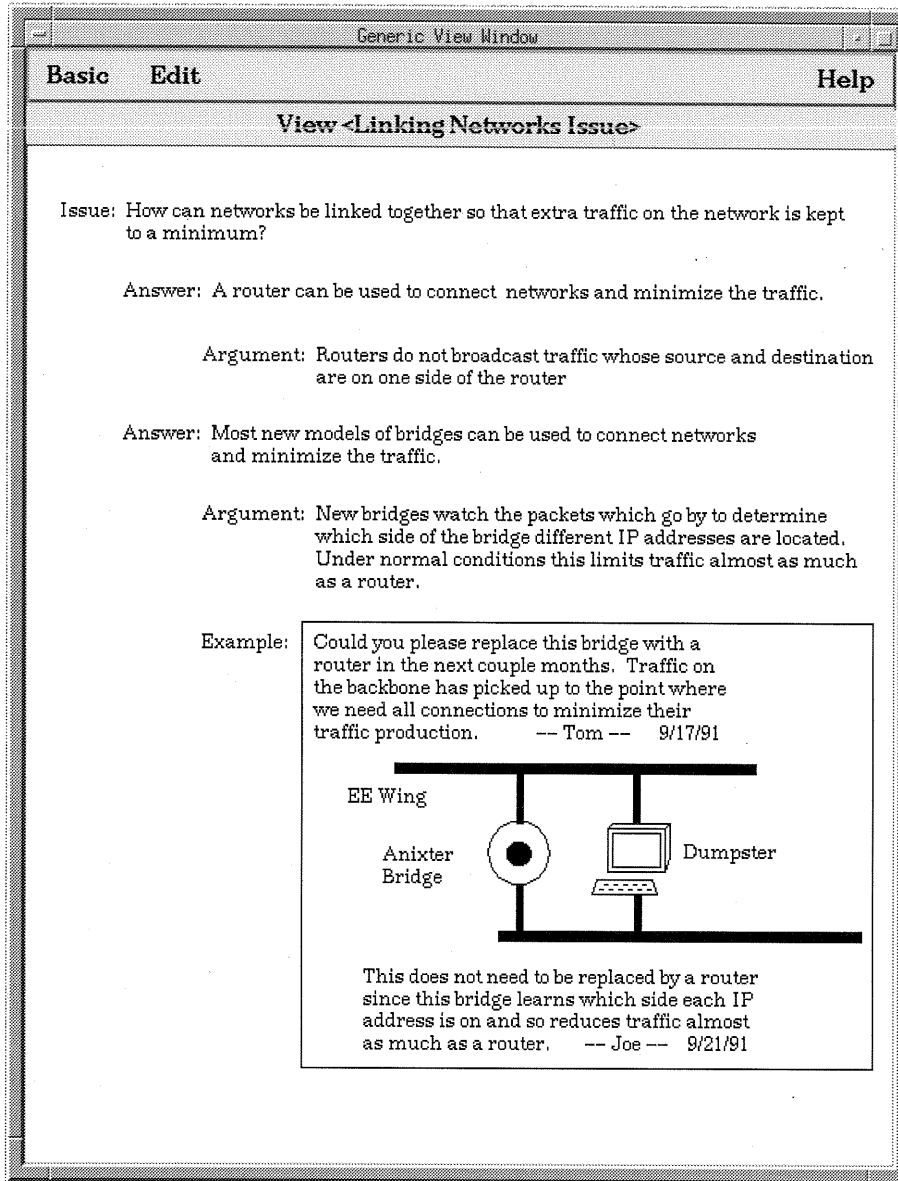 Generic View Window
Basic Edit Help
View <Linking Networks Issue>
Issue: How can networks be linked together so that extra traffic on the network is kept
to a minimum?
Answer: A router can be used to connect networks and minimize the traffic.
Argument: Routers do not broadcast traffic whose source and destination
are on one side of the router
Answer: Most new models of bridges can be used to connect networks
and minimize the traffic.
Argument: New bridges watch the packets which go by to determine
which side of the bridge different IP addresses are located.
Under normal conditions this limits traffic almost as much
as a router.
Example: Could you please replace this bridge with a
router in the next couple months. Traffic on
the backbone has picked up to the point where
we need all connections to minimize their
traffic production. -- Tom -- 9/17/91
EE Wing
Anixter
Bridge
Dumpster
This does not need to be replaced by a router
since this bridge learns which side each IP
address is on and so reduces traffic almost
as much as a router. -- Joe -- 9/21/91